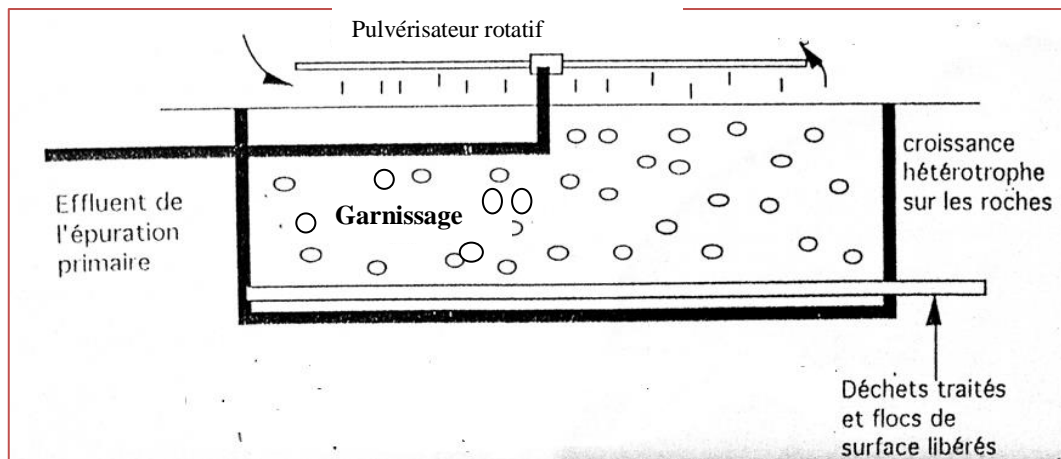 Pulvérisateur rotatif
Effluent de
l'épuration
primaire
Garnissage
croissance
hétérotrophe
sur les roches
Déchets traités
et flocs de
surface libérés